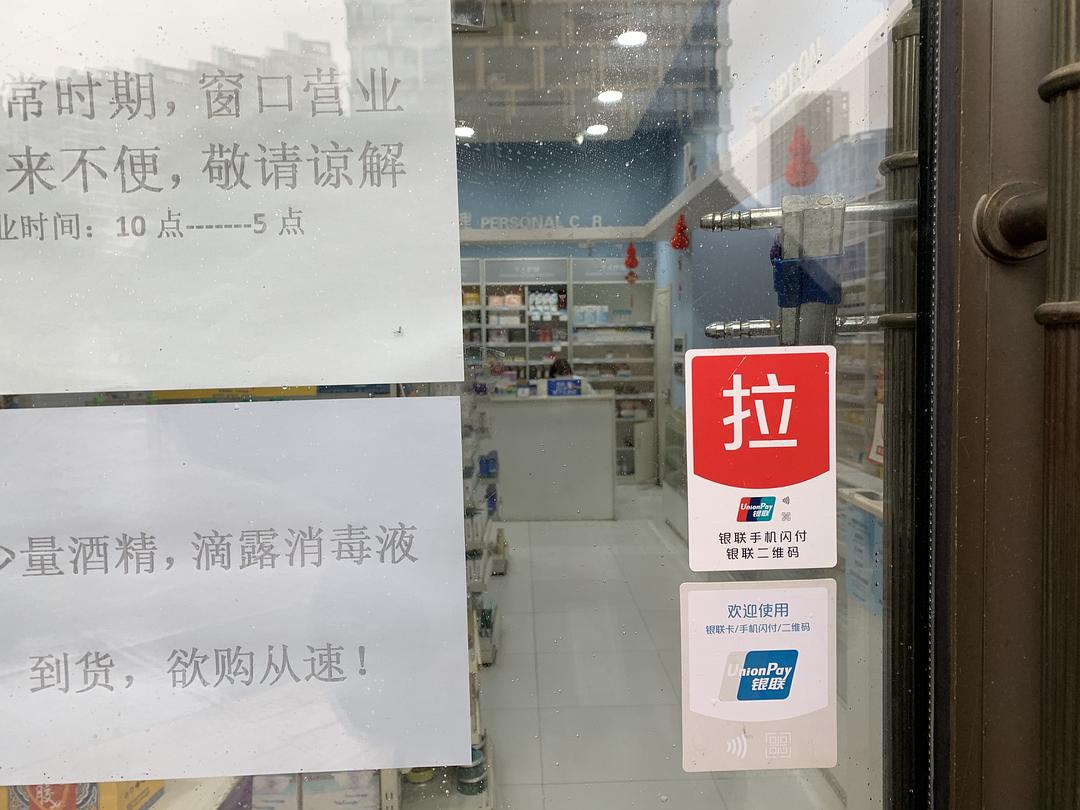 常时期，窗口营业
来不便，敬请谅解
业时间：10 点-------5 点
少量酒精，滴露消毒液
到货，欲购从速！
PERSONAL C R
拉
UnionPay
银联
银联手机闪付
银联二维码
欢迎使用
银联卡/手机闪付/二维码
UnionPay
银联